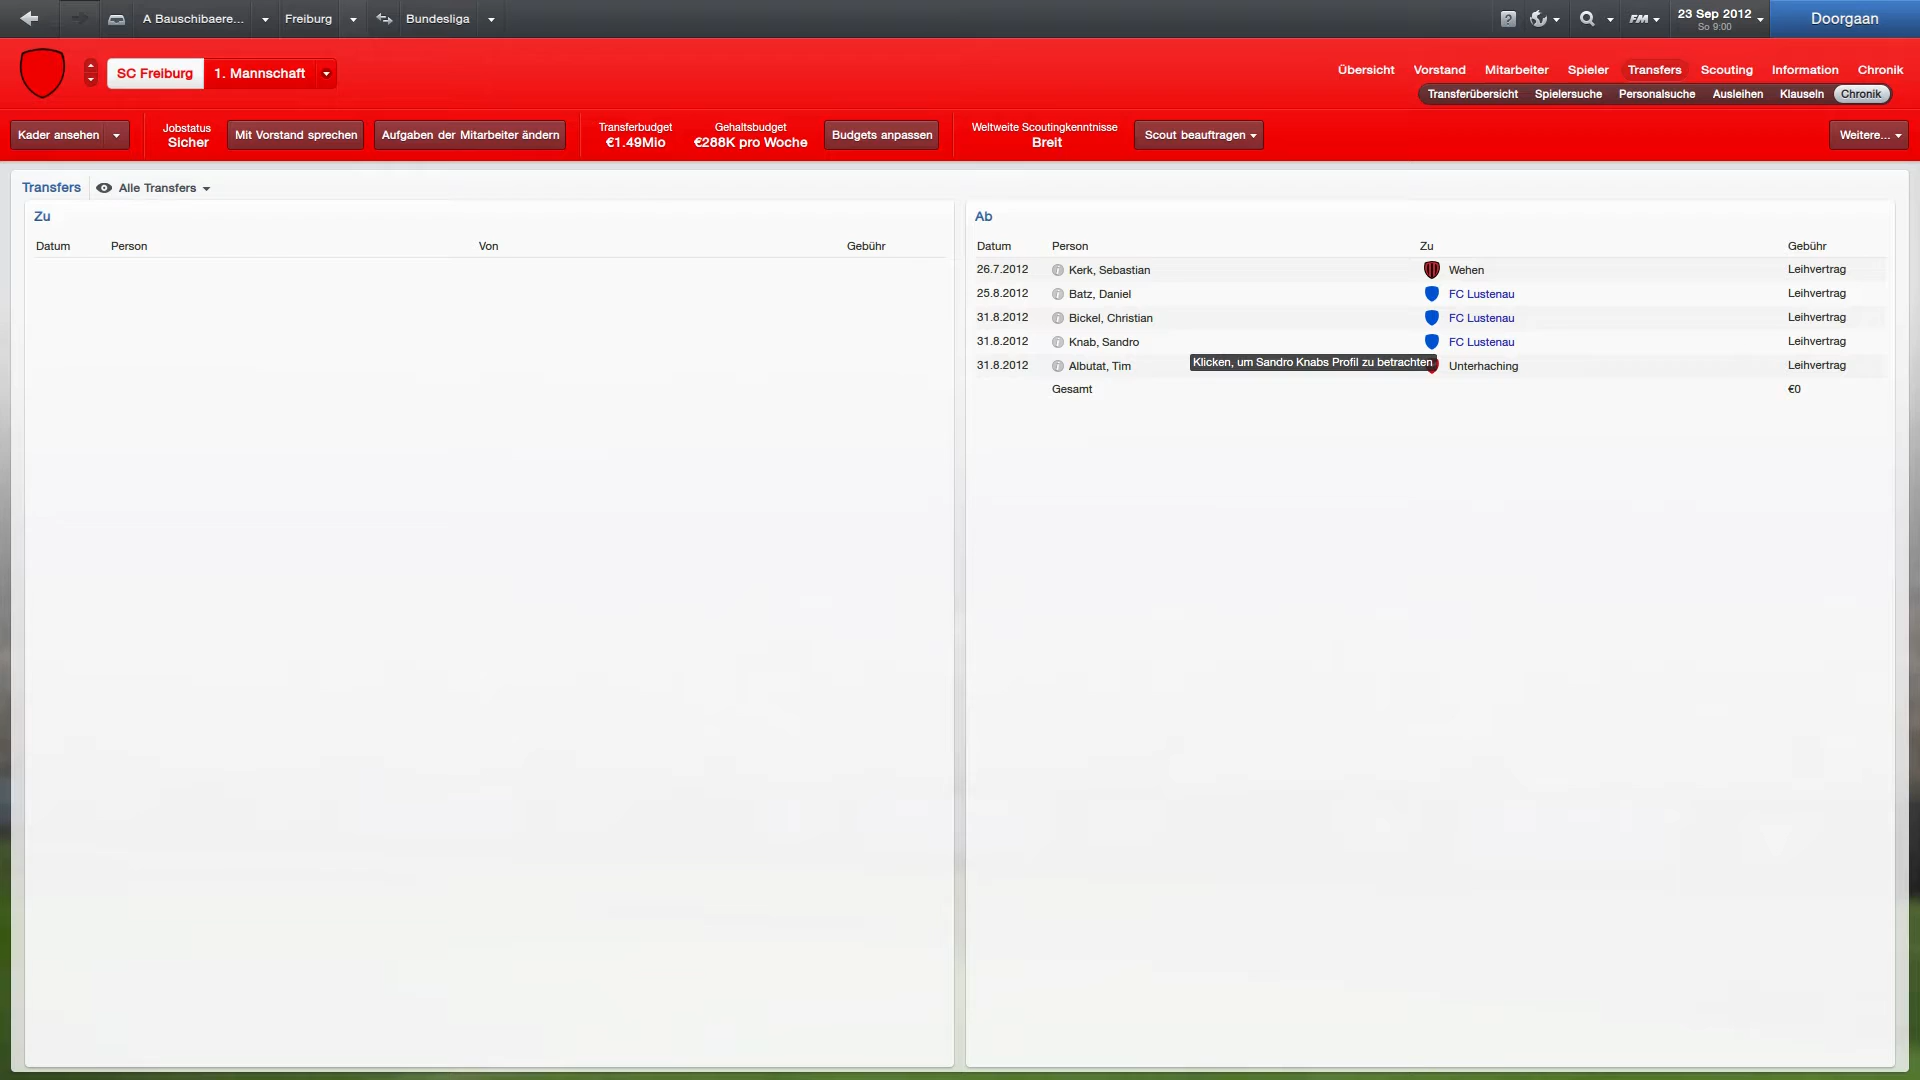 A Bauschibaere...
Freiburg
Bundesliga
?
FM
23 Sep 2012
So 9:00
Doorgaan
SC Freiburg
1. Mannschaft
Übersicht
Vorstand
Mitarbeiter
Spieler
Transfers
Scouting
Information
Chronik
Transferübersicht
Spielersuche
Personalsuche
Ausleihen
Klauseln
Chronik
Kader ansehen
Jobstatus
Sicher
Mit Vorstand sprechen
Aufgaben der Mitarbeiter ändern
Transferbudget
€1.49Mio
Gehaltsbudget
€288K pro Woche
Budgets anpassen
Weltweite Scoutingkenntnisse
Breit
Scout beauftragen
Weitere...
Transfers
Alle Transfers
Zu
Datum Person Von Gebühr
Ab
Datum Person Zu Gebühr
26.7.2012 Kerk, Sebastian Wehen Leihvertrag
25.8.2012 Batz, Daniel FC Lustenau Leihvertrag
31.8.2012 Bickel, Christian FC Lustenau Leihvertrag
31.8.2012 Knab, Sandro FC Lustenau Leihvertrag
31.8.2012 Albutat, Tim Unterhaching Leihvertrag
Klicken, um Sandro Knabs Profil zu betrachten
Gesamt €0